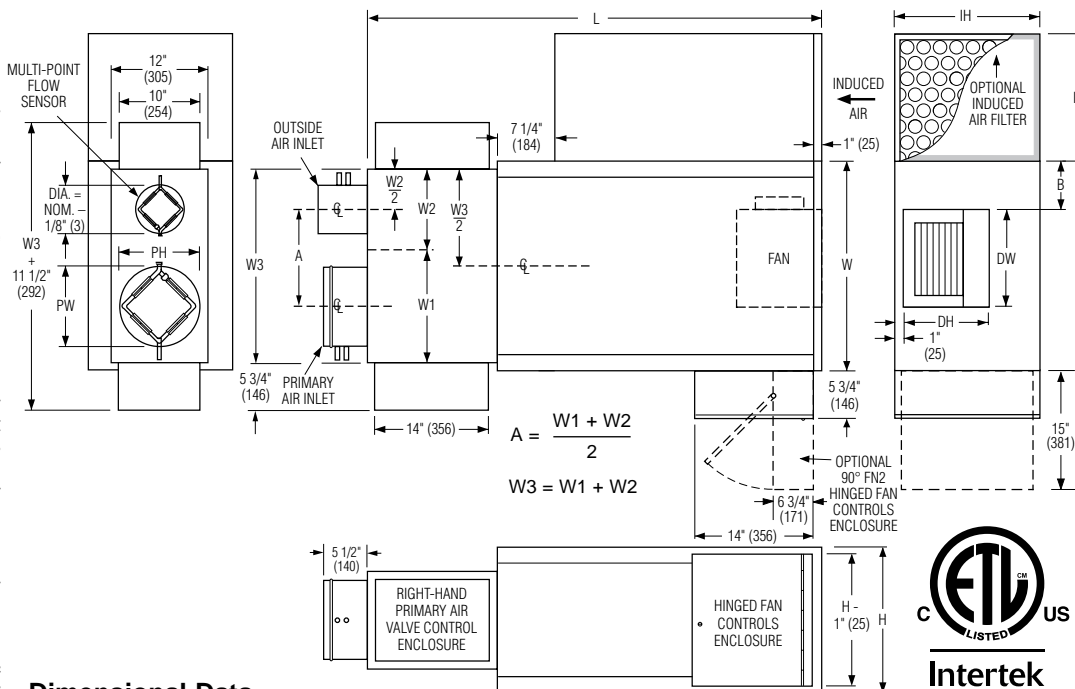 L
IH
12"
(305)
10"
(254)
MULTI-POINT
FLOW
SENSOR
OUTSIDE
AIR INLET
7 1/4"
(184)
INDUCED
AIR
1" (25)
OPTIONAL
INDUCED
AIR FILTER
B
DIA. =
NOM. –
1/8" (3)
W3
+
11 1/2"
(292)
PH
PW
W3
A
℄
℄
W2
2
W2
W3
2
W1
℄
FAN
W
DW
DH
1"
(25)
5 3/4"
(146)
PRIMARY
AIR INLET
14" (356)
A = W1 + W2
2
W3 = W1 + W2
5 3/4"
(146)
15"
(381)
OPTIONAL
90° FN2
HINGED FAN
CONTROLS
ENCLOSURE
6 3/4"
(171)
14" (356)
5 1/2"
(140)
RIGHT-HAND
PRIMARY AIR
VALVE CONTROL
ENCLOSURE
HINGED FAN
CONTROLS
ENCLOSURE
H -
1" (25)
H
ETL
CM
LISTED
C
US
Intertek